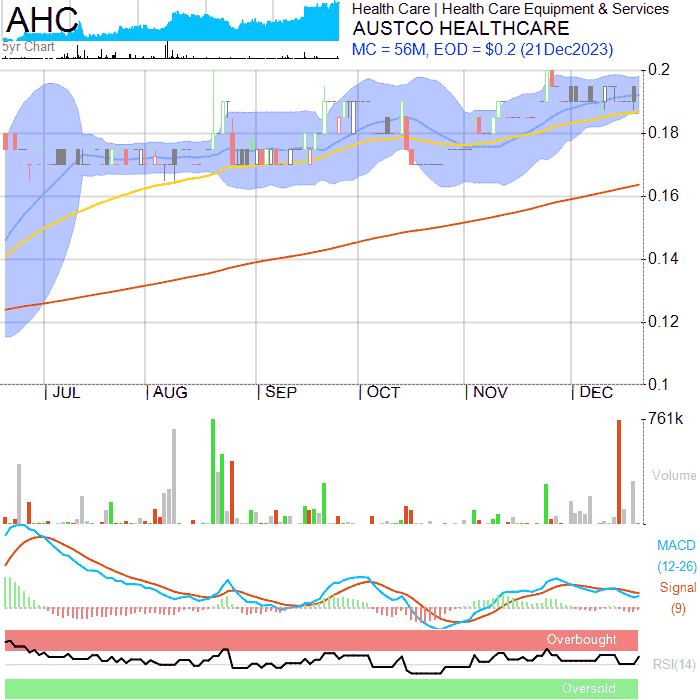 AHC
5yr Chart
Health Care | Health Care Equipment & Services
AUSTCO HEALTHCARE
MC = 56M, EOD = $0.2 (21Dec2023)
0.2
0.18
0.16
0.14
0.12
0.1
JUL AUG SEP OCT NOV DEC
761k
Volume
MACD
(12-26)
Signal
(9)
Overbought
RSI(14)
Oversold